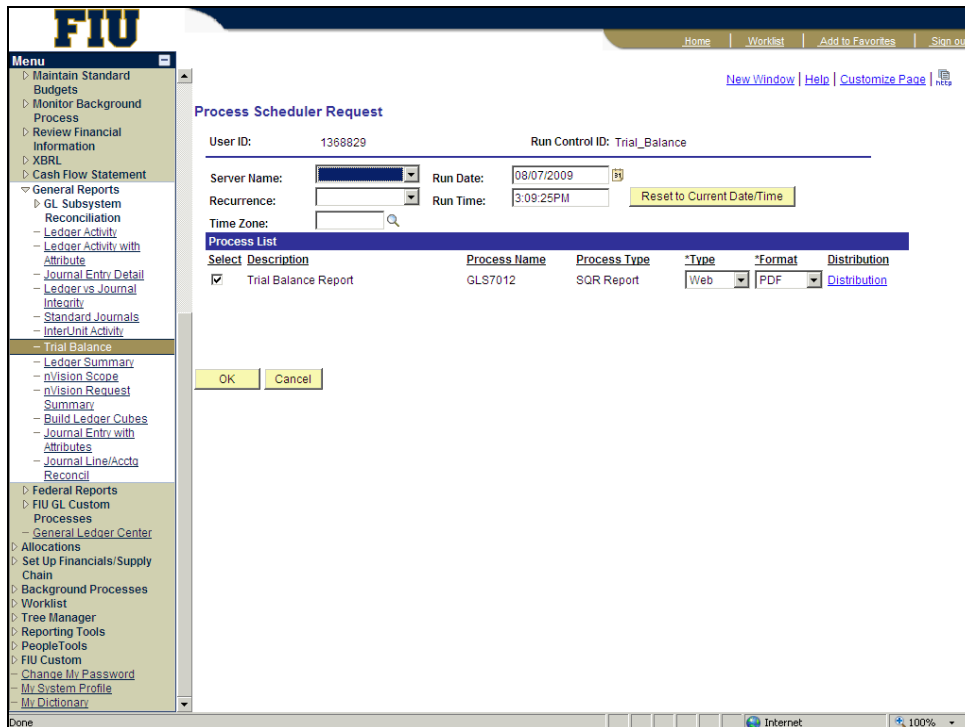 FIU
Home | Worklist | Add to Favorites | Sign ou
Menu
Maintain Standard
Budgets
Monitor Background
Process
Review Financial
Information
XBRL
Cash Flow Statement
General Reports
GL Subsystem
Reconciliation
Ledger Activity
Ledger Activity with
Attribute
Journal Entry Detail
Ledger vs Journal
Integrity
Standard Journals
InterUnit Activity
Trial Balance
Ledger Summary
nVision Scope
nVision Request
Summary
Build Ledger Cubes
Journal Entry with
Attributes
Journal Line/Acctg
Reconcil
Federal Reports
FIU GL Custom
Processes
General Ledger Center
Allocations
Set Up Financials/Supply
Chain
Background Processes
Worklist
Tree Manager
Reporting Tools
PeopleTools
FIU Custom
Change My Password
My System Profile
My Dictionary
New Window | Help | Customize Page | http
Process Scheduler Request
User ID: 1368829 Run Control ID: Trial_Balance
Server Name: Run Date: 08/07/2009 31
Recurrence: Run Time: 3:09:25PM Reset to Current Date/Time
Time Zone:
Process List
Select Description Process Name Process Type *Type *Format Distribution
Trial Balance Report GLS7012 SQR Report Web PDF Distribution
OK Cancel
Done Internet 100%